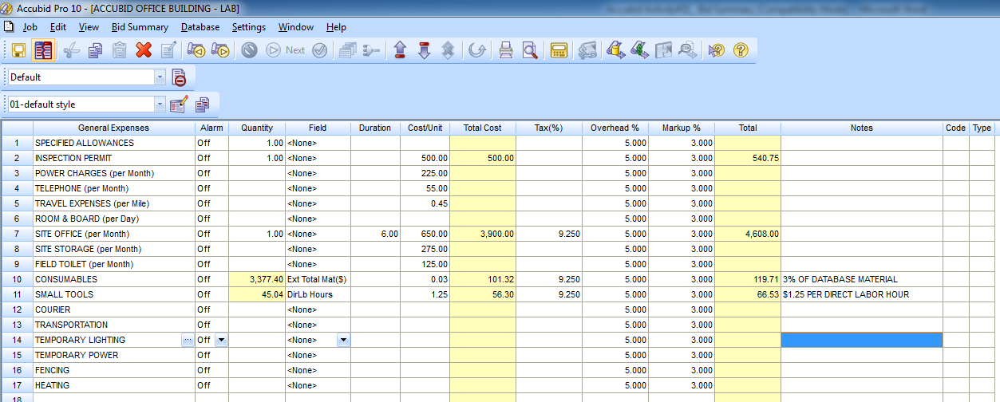 Accubid Pro 10 - [ACCUBID OFFICE BUILDING - LAB]
Job Edit View Bid Summary Database Settings Window Help
Next
Default
01-default style
General Expenses Alarm Quantity Field Duration Cost/Unit Total Cost Tax(%) Overhead % Markup % Total Notes Code Type
1 SPECIFIED ALLOWANCES Off 1.00 <None> 5.000 3.000
2 INSPECTION PERMIT Off 1.00 <None> 500.00 500.00 5.000 3.000 540.75
3 POWER CHARGES (per Month) Off <None> 225.00 5.000 3.000
4 TELEPHONE (per Month) Off <None> 55.00 5.000 3.000
5 TRAVEL EXPENSES (per Mile) Off <None> 0.45 5.000 3.000
6 ROOM & BOARD (per Day) Off <None> 5.000 3.000
7 SITE OFFICE (per Month) Off 1.00 <None> 6.00 650.00 3,900.00 9.250 5.000 3.000 4,608.00
8 SITE STORAGE (per Month) Off <None> 275.00 5.000 3.000
9 FIELD TOILET (per Month) Off <None> 125.00 5.000 3.000
10 CONSUMABLES Off 3,377.40 Ext Total Mat($) 0.03 101.32 9.250 5.000 3.000 119.71 3% OF DATABASE MATERIAL
11 SMALL TOOLS Off 45.04 DirLb Hours 1.25 56.30 9.250 5.000 3.000 66.53 $1.25 PER DIRECT LABOR HOUR
12 COURIER Off <None> 5.000 3.000
13 TRANSPORTATION Off <None> 5.000 3.000
14 TEMPORARY LIGHTING ... Off <None> 5.000 3.000
15 TEMPORARY POWER Off <None> 5.000 3.000
16 FENCING Off <None> 5.000 3.000
17 HEATING Off <None> 5.000 3.000
18